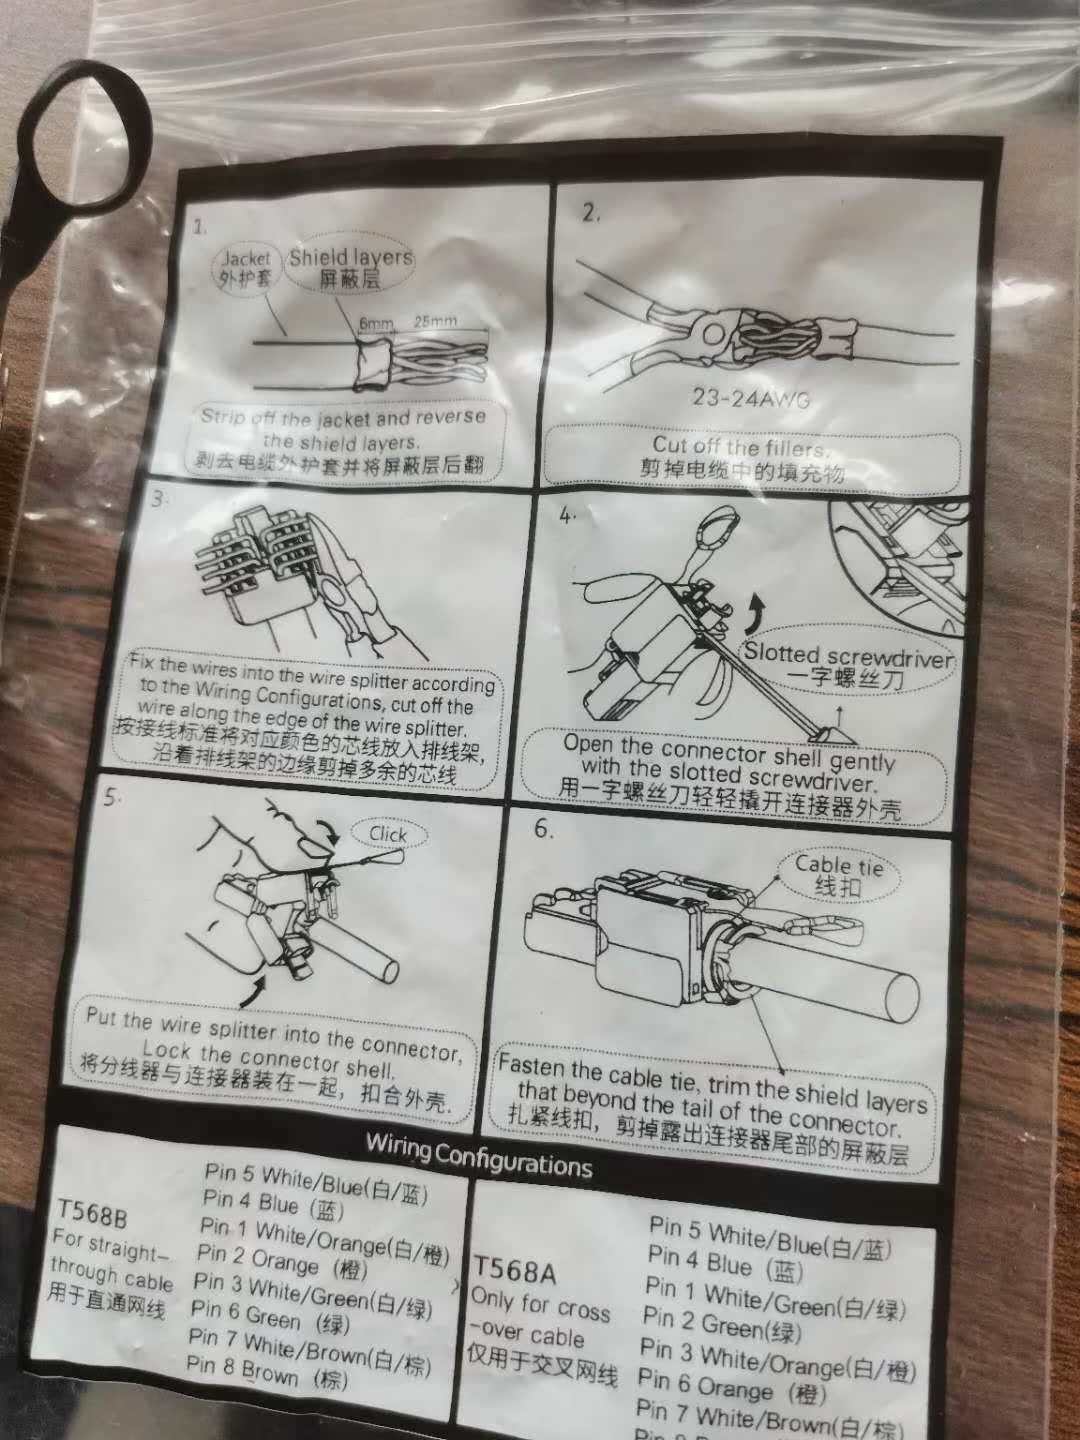 1.
Jacket
外护套
Shield layers
屏蔽层
6mm
25mm
Strip off the jacket and reverse
the shield layers.
剥去电缆外护套并将屏蔽层后翻
2.
23-24AWG
Cut off the fillers.
剪掉电缆中的填充物
3.
Fix the wires into the wire splitter according
to the Wiring Configurations, cut off the
wire along the edge of the wire splitter.
按接线标准将对应颜色的芯线放入排线架,
沿着排线架的边缘剪掉多余的芯线
4.
Slotted screwdriver
一字螺丝刀
Open the connector shell gently
with the slotted screwdriver.
用一字螺丝刀轻轻撬开连接器外壳
5.
Click
Put the wire splitter into the connector,
Lock the connector shell.
将分线器与连接器装在一起，扣合外壳.
6.
Cable tie
线扣
Fasten the cable tie, trim the shield layers
that beyond the tail of the connector.
扎紧线扣，剪掉露出连接器尾部的屏蔽层
Wiring Configurations
T568B
For straight-
through cable
用于直通网线
Pin 5 White/Blue(白/蓝)
Pin 4 Blue (蓝)
Pin 1 White/Orange(白/橙)
Pin 2 Orange (橙)
Pin 3 White/Green(白/绿)
Pin 6 Green (绿)
Pin 7 White/Brown(白/棕)
Pin 8 Brown (棕)
T568A
Only for cross
-over cable
仅用于交叉网线
Pin 5 White/Blue(白/蓝)
Pin 4 Blue (蓝)
Pin 1 White/Green(白/绿)
Pin 2 Green(绿)
Pin 3 White/Orange(白/橙)
Pin 6 Orange (橙)
Pin 7 White/Brown(白/棕)